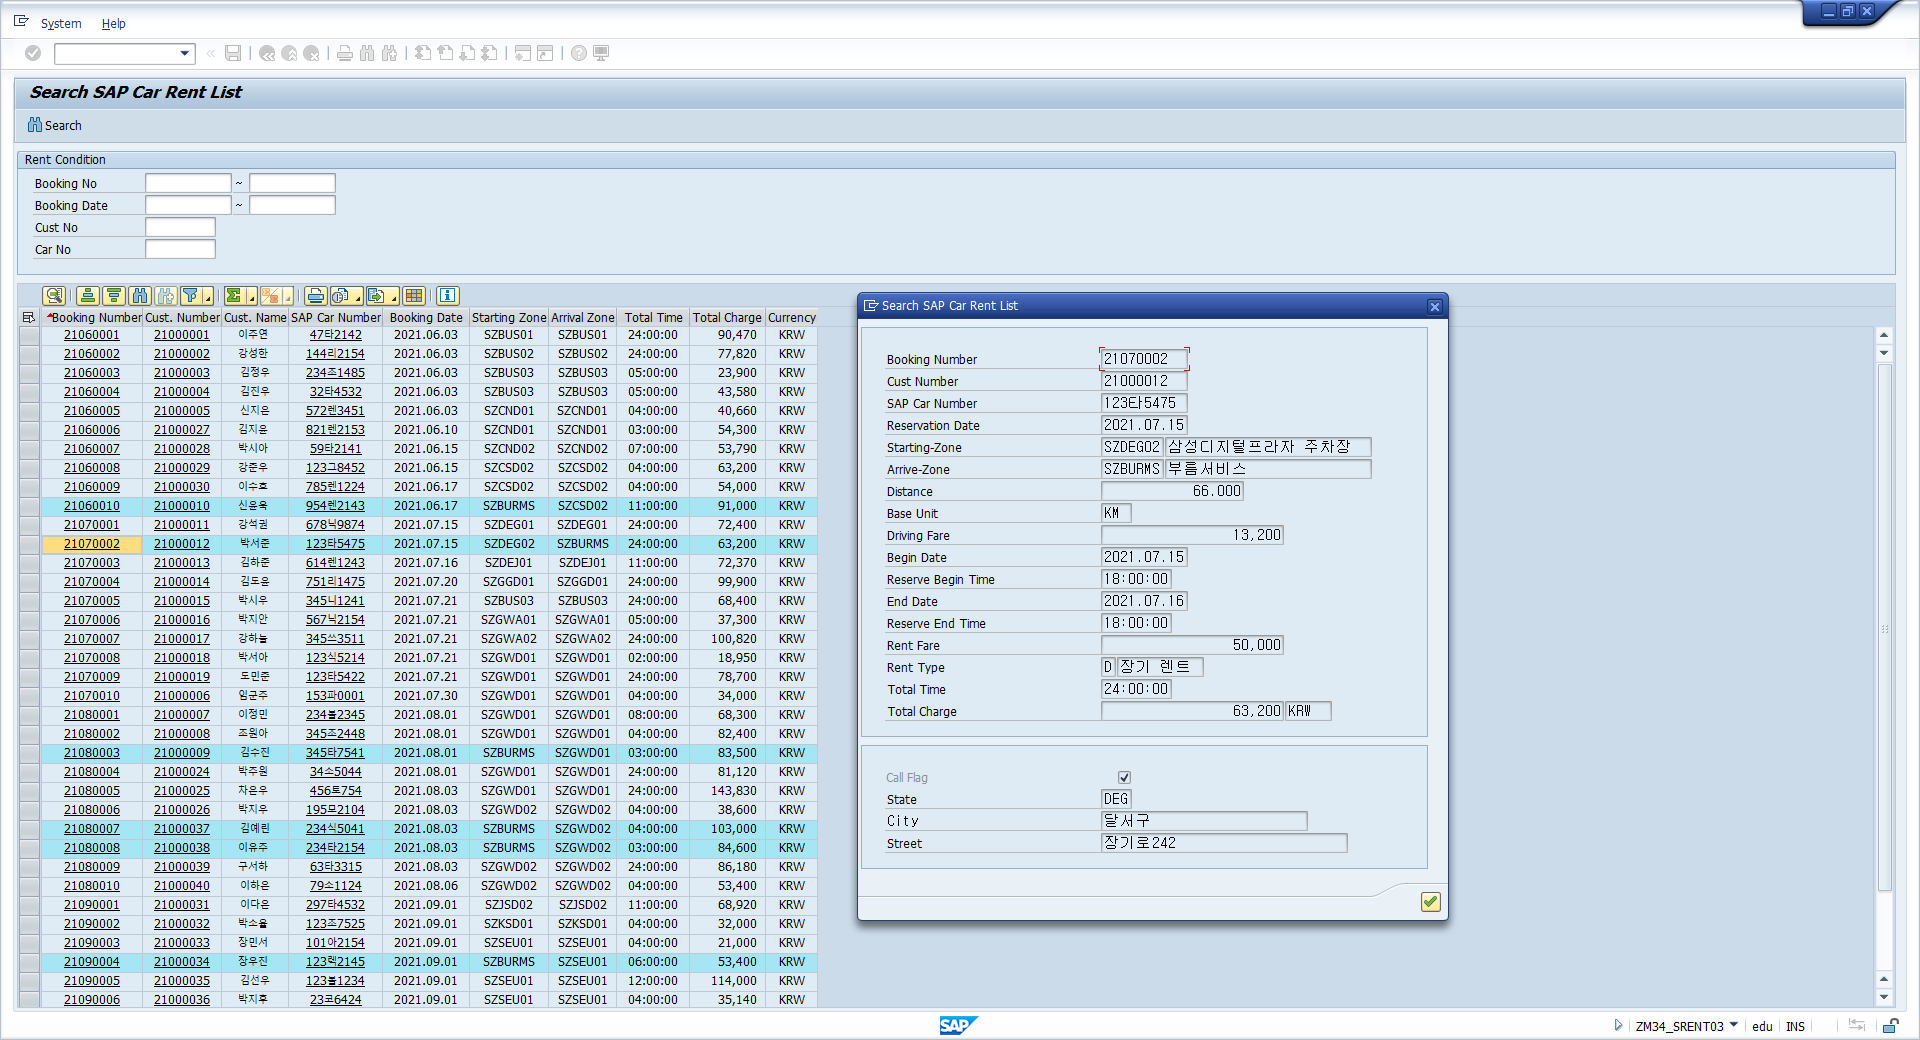 System Help
Search SAP Car Rent List
Search
Rent Condition
Booking No ~
Booking Date ~
Cust No
Car No
Booking Number Cust. Number Cust. Name SAP Car Number Booking Date Starting Zone Arrival Zone Total Time Total Charge Currency
21060001 21000001 이주연 47타2142 2021.06.03 SZBUS01 SZBUS01 24:00:00 90,470 KRW
21060002 21000002 강성한 144리2154 2021.06.03 SZBUS02 SZBUS02 24:00:00 77,820 KRW
21060003 21000003 김정우 234조1485 2021.06.03 SZBUS03 SZBUS03 05:00:00 23,900 KRW
21060004 21000004 김진우 32타4532 2021.06.03 SZBUS03 SZBUS03 05:00:00 43,580 KRW
21060005 21000005 신지은 572렌3451 2021.06.03 SZCND01 SZCND01 04:00:00 40,660 KRW
21060006 21000027 김지윤 821렌2153 2021.06.10 SZCND01 SZCND01 03:00:00 54,300 KRW
21060007 21000028 박시아 59타2141 2021.06.15 SZCND02 SZCND02 07:00:00 53,790 KRW
21060008 21000029 강준우 123그8452 2021.06.15 SZCSD02 SZCSD02 04:00:00 63,200 KRW
21060009 21000030 이수호 785렌1224 2021.06.17 SZCSD02 SZCSD02 04:00:00 54,000 KRW
21060010 21000010 신윤욱 954렌2143 2021.06.17 SZBURMS SZCSD02 11:00:00 91,000 KRW
21070001 21000011 강석권 678닉9874 2021.07.15 SZDEG01 SZDEG01 24:00:00 72,400 KRW
21070002 21000012 박서준 123타5475 2021.07.15 SZDEG02 SZBURMS 24:00:00 63,200 KRW
21070003 21000013 김하준 614렌1243 2021.07.16 SZDEJ01 SZDEJ01 11:00:00 72,370 KRW
21070004 21000014 김도윤 751리1475 2021.07.20 SZGGD01 SZGGD01 24:00:00 99,900 KRW
21070005 21000015 박시우 345니1241 2021.07.21 SZBUS03 SZBUS03 24:00:00 68,400 KRW
21070006 21000016 박지안 567닉2154 2021.07.21 SZGWA01 SZGWA01 05:00:00 37,300 KRW
21070007 21000017 강하늘 345쓰3511 2021.07.21 SZGWA02 SZGWA02 24:00:00 100,820 KRW
21070008 21000018 박서아 123식5214 2021.07.21 SZGWD01 SZGWD01 02:00:00 18,950 KRW
21070009 21000019 도민준 123타5422 2021.07.21 SZGWD01 SZGWD01 24:00:00 78,700 KRW
21070010 21000006 임군주 153파0001 2021.07.30 SZGWD01 SZGWD01 04:00:00 34,000 KRW
21080001 21000007 이정민 234볼2345 2021.08.01 SZGWD01 SZGWD01 08:00:00 68,300 KRW
21080002 21000008 조원아 345조2448 2021.08.01 SZGWD01 SZGWD01 04:00:00 82,400 KRW
21080003 21000009 김수진 345타7541 2021.08.01 SZBURMS SZGWD01 03:00:00 83,500 KRW
21080004 21000024 박주원 34소5044 2021.08.01 SZGWD01 SZGWD01 24:00:00 81,120 KRW
21080005 21000025 차은우 456트754 2021.08.03 SZGWD01 SZGWD01 24:00:00 143,830 KRW
21080006 21000026 박지우 195모2104 2021.08.03 SZGWD02 SZGWD02 04:00:00 38,600 KRW
21080007 21000037 김예린 234식5041 2021.08.03 SZBURMS SZGWD02 04:00:00 103,000 KRW
21080008 21000038 이유주 234타2154 2021.08.03 SZBURMS SZGWD02 03:00:00 84,600 KRW
21080009 21000039 구서하 63타3315 2021.08.03 SZGWD02 SZGWD02 24:00:00 86,180 KRW
21080010 21000040 이하은 79소1124 2021.08.06 SZGWD02 SZGWD02 04:00:00 53,400 KRW
21090001 21000031 이다은 297타4532 2021.09.01 SZJSD02 SZJSD02 11:00:00 68,920 KRW
21090002 21000032 박소율 123조7525 2021.09.01 SZKSD01 SZKSD01 04:00:00 32,000 KRW
21090003 21000033 장민서 101아2154 2021.09.01 SZSEU01 SZSEU01 04:00:00 21,000 KRW
21090004 21000034 장우진 123렉2145 2021.09.01 SZBURMS SZSEU01 06:00:00 53,400 KRW
21090005 21000035 김선우 123볼1234 2021.09.01 SZSEU01 SZSEU01 12:00:00 114,000 KRW
21090006 21000036 박지후 23코6424 2021.09.01 SZSEU01 SZSEU01 04:00:00 35,140 KRW
Search SAP Car Rent List
Booking Number 21070002
Cust Number 21000012
SAP Car Number 123타5475
Reservation Date 2021.07.15
Starting-Zone SZDEG02 삼성디지털프라자 주차장
Arrive-Zone SZBURMS 부름서비스
Distance 66.000
Base Unit KM
Driving Fare 13,200
Begin Date 2021.07.15
Reserve Begin Time 18:00:00
End Date 2021.07.16
Reserve End Time 18:00:00
Rent Fare 50,000
Rent Type D 장기 렌트
Total Time 24:00:00
Total Charge 63,200 KRW
Call Flag
State DEG
City 달서구
Street 장기로242
SAP
ZM34_SRENT03 edu INS